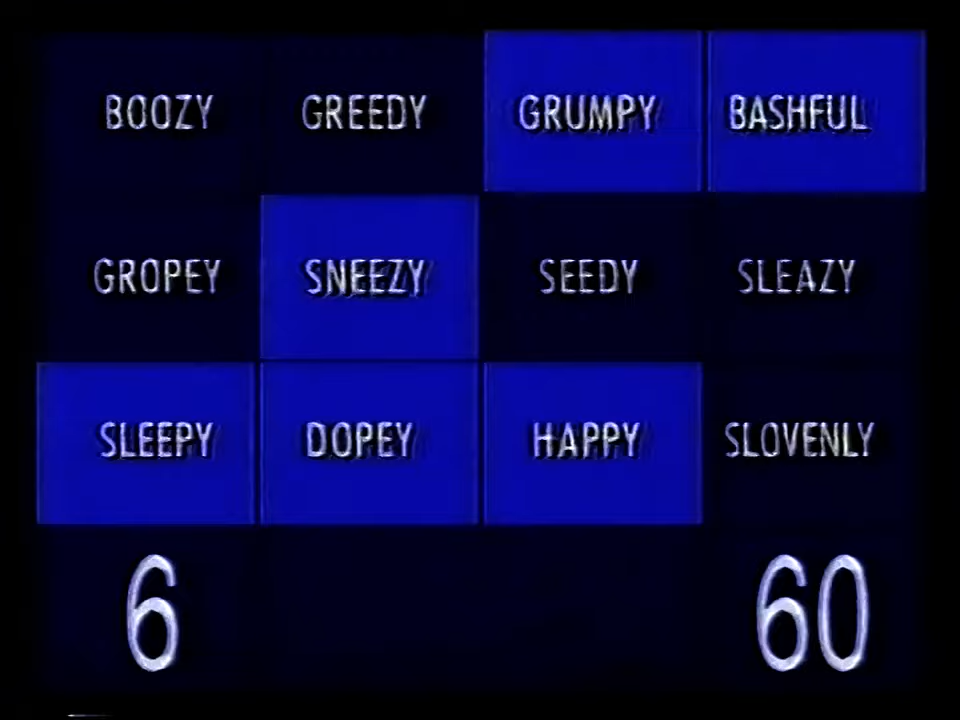 BOOZY GREEDY GRUMPY BASHFUL
GROPEY SNEEZY SEEDY SLEAZY
SLEEPY DOPEY HAPPY SLOVENLY
6 60